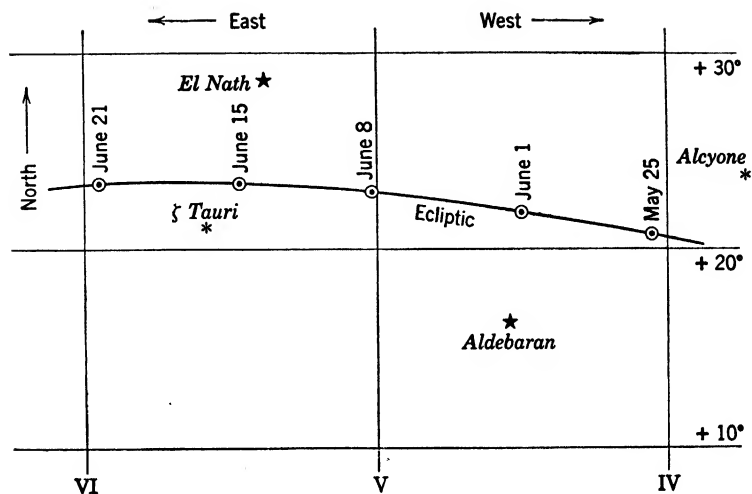 East
West
+ 30°
El Nath
North
June 21
June 15
June 8
June 1
May 25
Alcyone
ζ Tauri
Ecliptic
+ 20°
Aldebaran
+ 10°
VI
V
IV